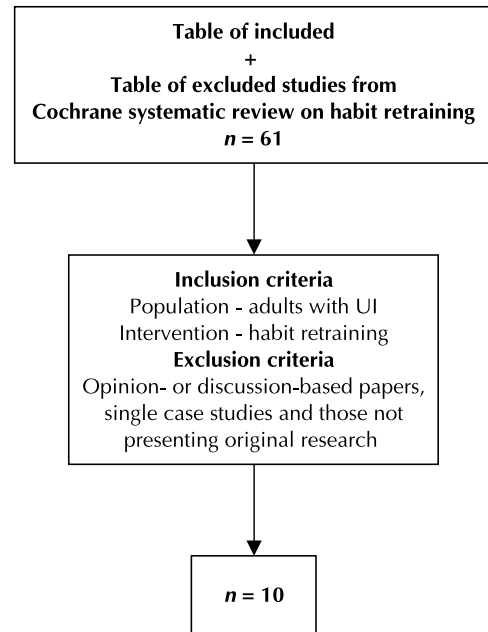 Table of included
+
Table of excluded studies from
Cochrane systematic review on habit retraining
n = 61
Inclusion criteria
Population - adults with UI
Intervention - habit retraining
Exclusion criteria
Opinion- or discussion-based papers,
single case studies and those not
presenting original research
n = 10